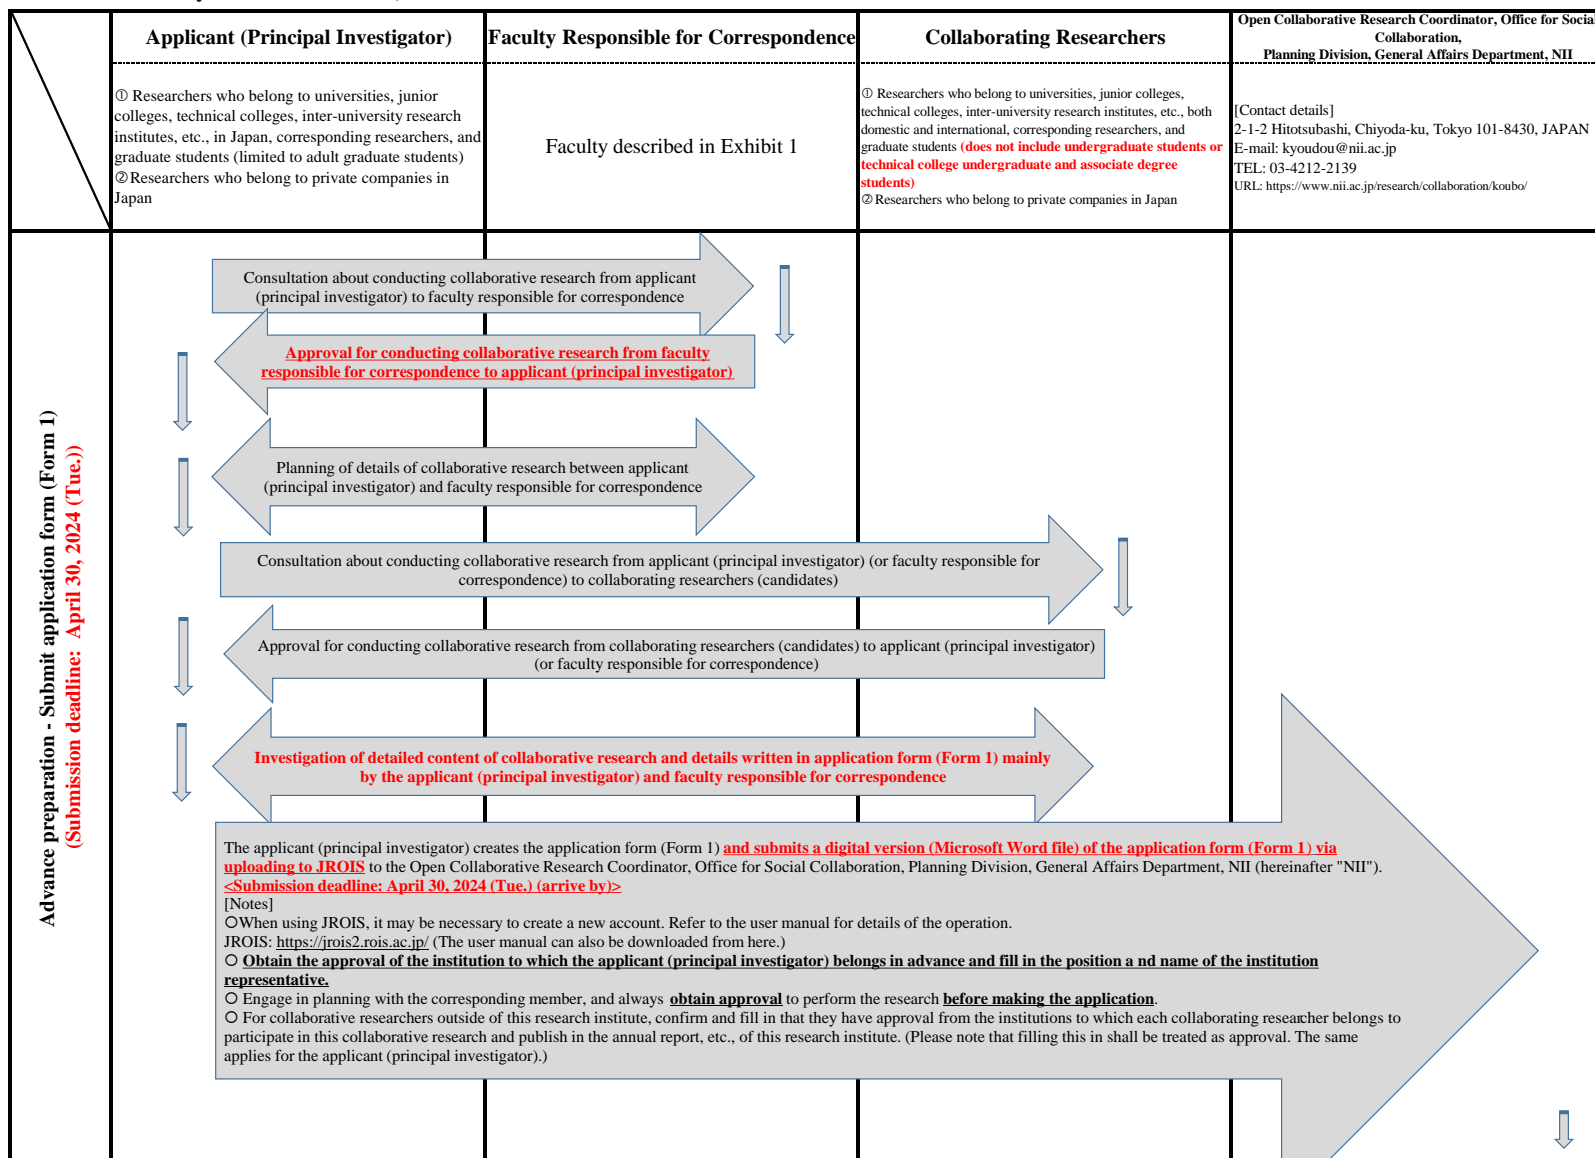 Applicant (Principal Investigator)
Faculty Responsible for Correspondence
Collaborating Researchers
Open Collaborative Research Coordinator, Office for Social
Collaboration,
Planning Division, General Affairs Department, NII
① Researchers who belong to universities, junior
colleges, technical colleges, inter-university research
institutes, etc., in Japan, corresponding researchers, and
graduate students (limited to adult graduate students)
②Researchers who belong to private companies in
Japan
Faculty described in Exhibit 1
① Researchers who belong to universities, junior colleges,
technical colleges, inter-university research institutes, etc., both
domestic and international, corresponding researchers, and
graduate students (does not include undergraduate students or
technical college undergraduate and associate degree
students)
②Researchers who belong to private companies in Japan
[Contact details]
2-1-2 Hitotsubashi, Chiyoda-ku, Tokyo 101-8430, JAPAN
E-mail: kyoudou@nii.ac.jp
TEL: 03-4212-2139
URL: https://www.nii.ac.jp/research/collaboration/koubo/
Advance preparation - Submit application form (Form 1)
(Submission deadline: April 30, 2024 (Tue.))
Consultation about conducting collaborative research from applicant
(principal investigator) to faculty responsible for correspondence
Approval for conducting collaborative research from faculty
responsible for correspondence to applicant (principal investigator)
Planning of details of collaborative research between applicant
(principal investigator) and faculty responsible for correspondence
Consultation about conducting collaborative research from applicant (principal investigator) (or faculty responsible for
correspondence) to collaborating researchers (candidates)
Approval for conducting collaborative research from collaborating researchers (candidates) to applicant (principal investigator)
(or faculty responsible for correspondence)
Investigation of detailed content of collaborative research and details written in application form (Form 1) mainly
by the applicant (principal investigator) and faculty responsible for correspondence
The applicant (principal investigator) creates the application form (Form 1) and submits a digital version (Microsoft Word file) of the application form (Form 1) via
uploading to JROIS to the Open Collaborative Research Coordinator, Office for Social Collaboration, Planning Division, General Affairs Department, NII (hereinafter "NII").
<Submission deadline: April 30, 2024 (Tue.) (arrive by)>
[Notes]
○When using JROIS, it may be necessary to create a new account. Refer to the user manual for details of the operation.
JROIS: https://jrois2.rois.ac.jp/ (The user manual can also be downloaded from here.)
○ Obtain the approval of the institution to which the applicant (principal investigator) belongs in advance and fill in the position a nd name of the institution
representative.
○ Engage in planning with the corresponding member, and always obtain approval to perform the research before making the application.
○ For collaborative researchers outside of this research institute, confirm and fill in that they have approval from the institutions to which each collaborating researcher belongs to
participate in this collaborative research and publish in the annual report, etc., of this research institute. (Please note that filling this in shall be treated as approval. The same
applies for the applicant (principal investigator).)